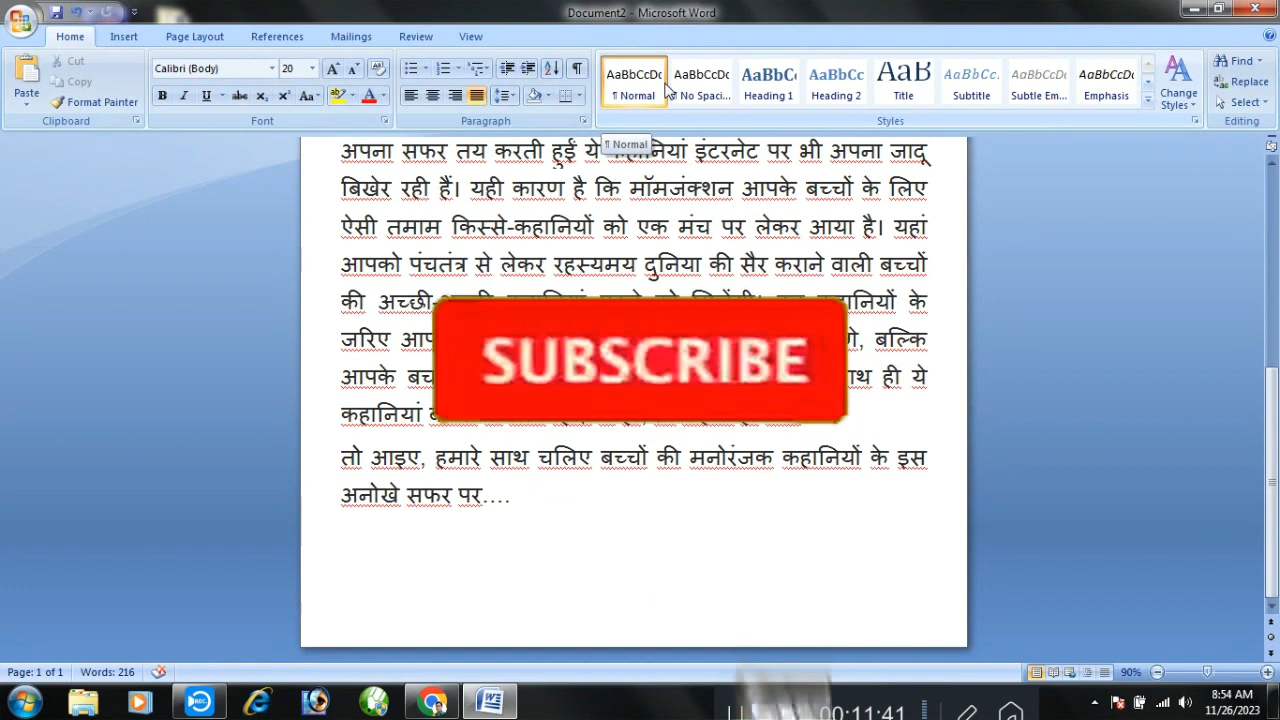 Document2 - Microsoft Word
Home Insert Page Layout References Mailings Review View
Paste Cut Copy Format Painter
Calibri (Body) 20
AaBbCcDc AaBbCcDc AaBbC AaBbCc AaB AaBbCc. AaBbCcDc AaBbCcDc
¶ Normal No Spaci... Heading 1 Heading 2 Title Subtitle Subtle Em... Emphasis
Change Styles
Find
Replace
Select
Clipboard Font Paragraph Styles Editing
¶ Normal
अपना सफर तय करती हुईं ये कहानियां इंटरनेट पर भी अपना जादू
बिखेर रही हैं। यही कारण है कि मॉमजंक्शन आपके बच्चों के लिए
ऐसी तमाम किस्से-कहानियों को एक मंच पर लेकर आया है। यहां
आपको पंचतंत्र से लेकर रहस्यमय दुनिया की सैर कराने वाली बच्चों
की के
जरिए बल्कि
आपके ही ये
कहानियां
SUBSCRIBE
तो आइए, हमारे साथ चलिए बच्चों की मनोरंजक कहानियों के इस
अनोखे सफर पर....
Page: 1 of 1 Words: 216 90%
00:11:41
8:54 AM
11/26/2023